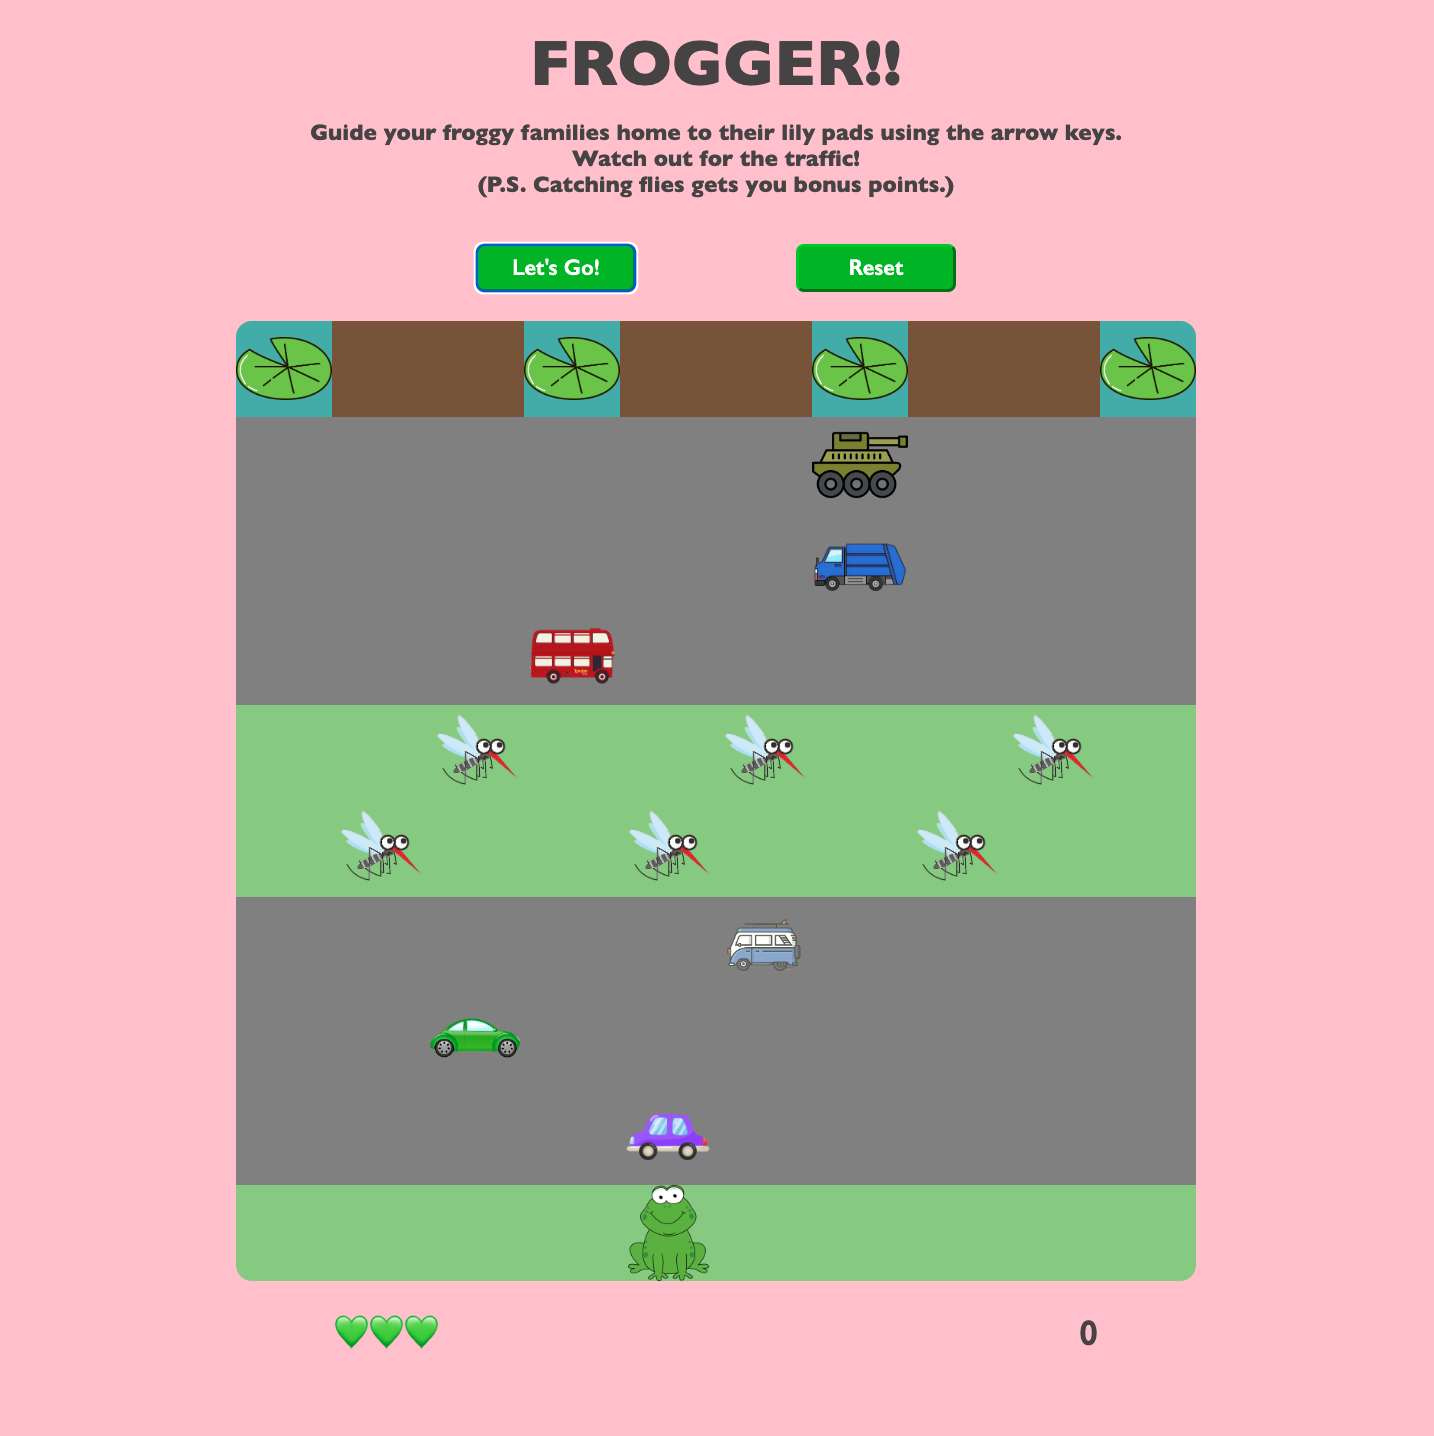 FROGGER!!
Guide your froggy families home to their lily pads using the arrow keys.
Watch out for the traffic!
(P.S. Catching flies gets you bonus points.)
Let's Go!
Reset
0